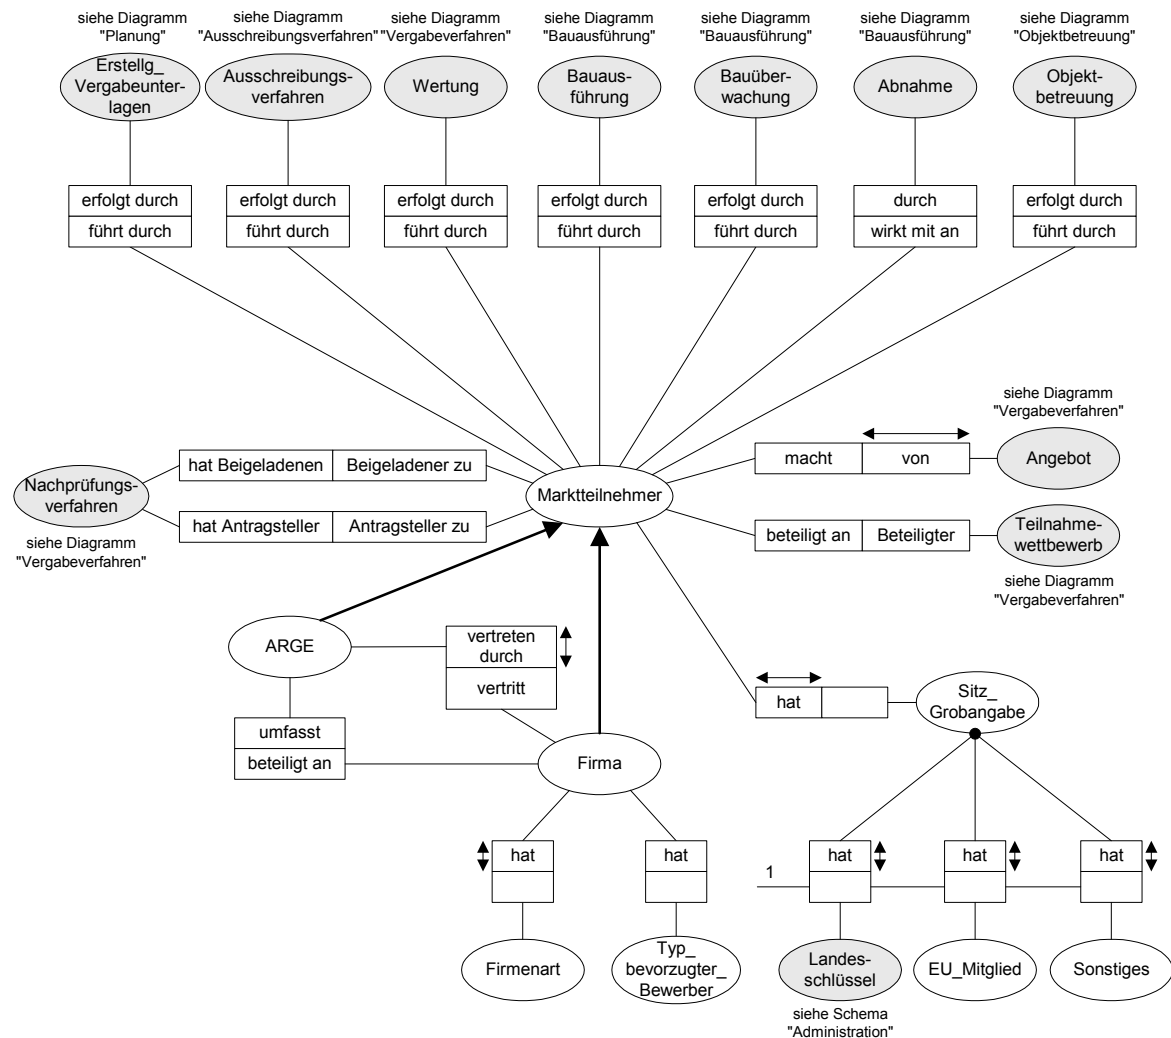 siehe Diagramm
"Planung"
siehe Diagramm
"Ausschreibungsverfahren"
siehe Diagramm
"Vergabeverfahren"
siehe Diagramm
"Bauausführung"
siehe Diagramm
"Bauausführung"
siehe Diagramm
"Bauausführung"
siehe Diagramm
"Objektbetreuung"
Erstellg_
Vergabeunter-
lagen
Ausschreibungs-
verfahren
Wertung
Bauaus-
führung
Bauüber-
wachung
Abnahme
Objekt-
betreuung
erfolgt durch
führt durch
erfolgt durch
führt durch
erfolgt durch
führt durch
erfolgt durch
führt durch
erfolgt durch
führt durch
durch
wirkt mit an
erfolgt durch
führt durch
Nachprüfungs-
verfahren
siehe Diagramm
"Vergabeverfahren"
hat Beigeladenen
Beigeladener zu
hat Antragsteller
Antragsteller zu
Marktteilnehmer
macht
von
siehe Diagramm
"Vergabeverfahren"
Angebot
beteiligt an
Beteiligter
Teilnahme-
wettbewerb
siehe Diagramm
"Vergabeverfahren"
ARGE
vertreten
durch
vertritt
umfasst
beteiligt an
Firma
hat
Sitz_
Grobangabe
hat
Firmenart
hat
Typ_
bevorzugter_
Bewerber
1
hat
Landes-
schlüssel
siehe Schema
"Administration"
hat
EU_Mitglied
hat
Sonstiges